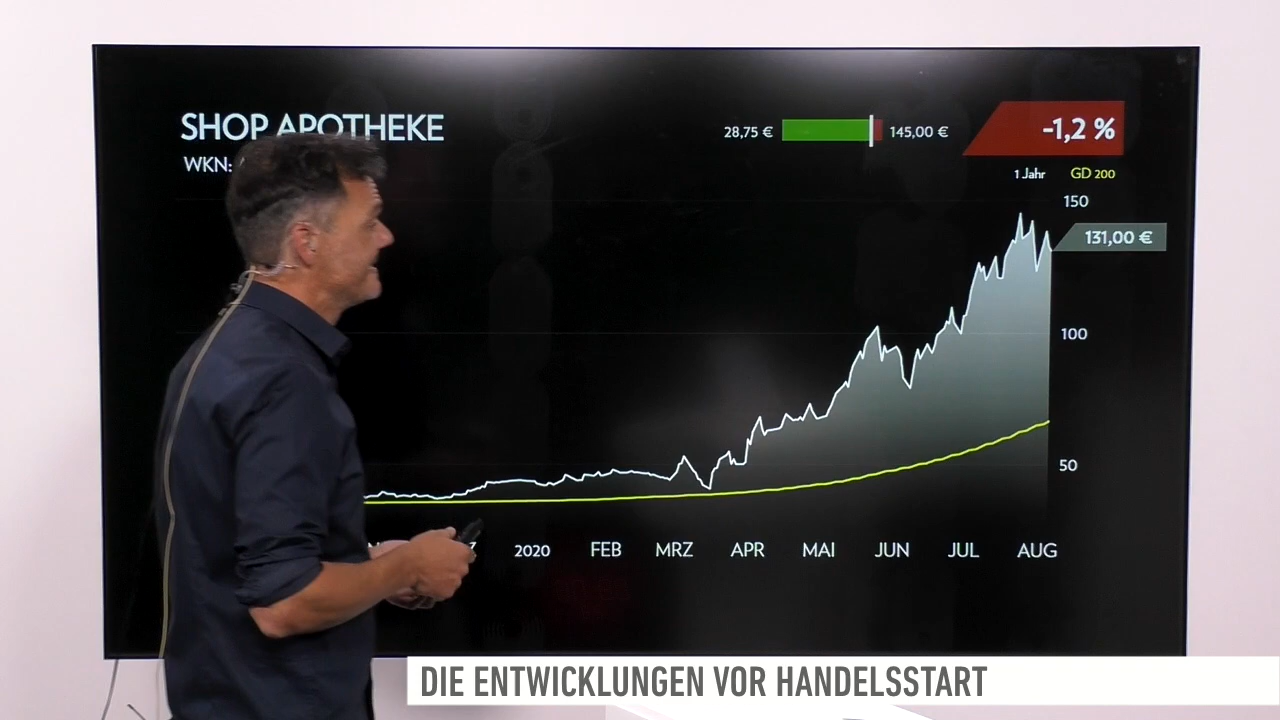 SHOP APOTHEKE
WKN:
28,75 € 145,00 €
-1,2 %
1 Jahr GD 200
150
131,00 €
100
50
2020 FEB MRZ APR MAI JUN JUL AUG
DIE ENTWICKLUNGEN VOR HANDELSSTART